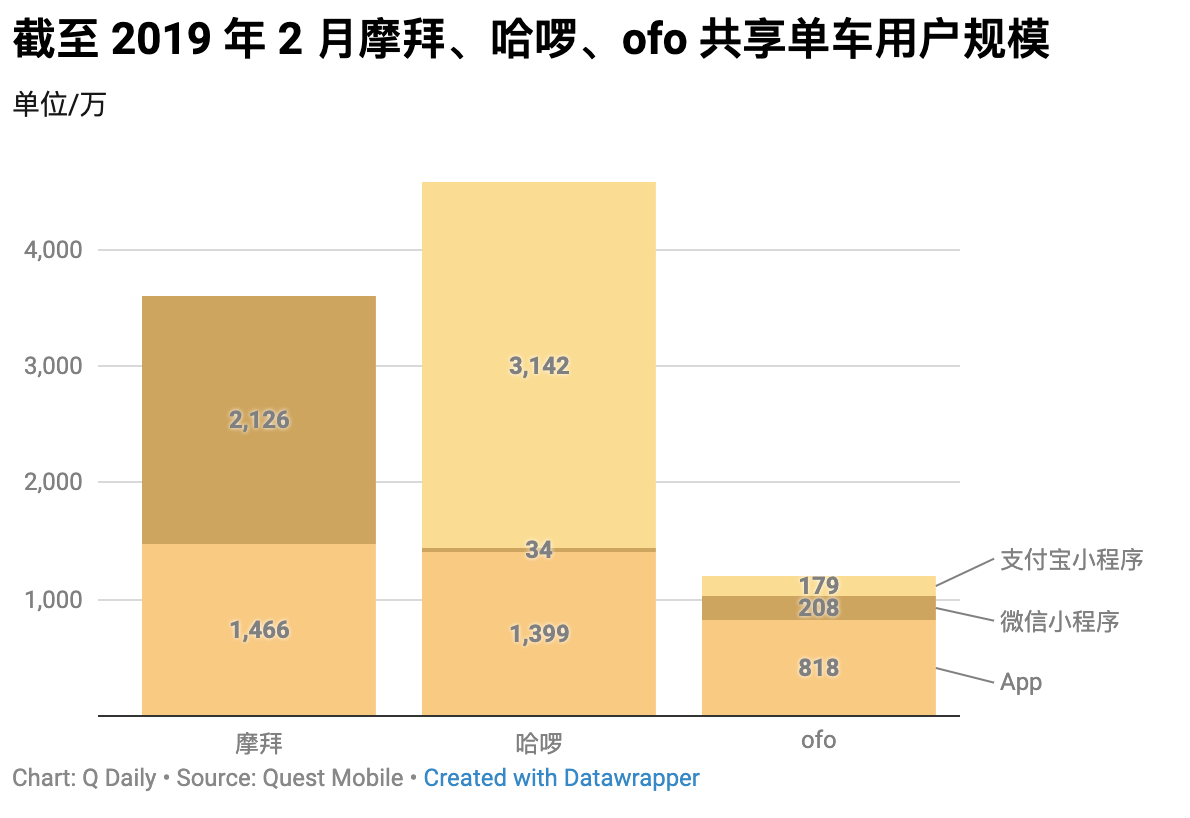 截至 2019 年 2 月摩拜、哈啰、ofo 共享单车用户规模
单位/万
4,000
3,000
2,000
1,000
2,126
1,466
3,142
34
1,399
179
208
818
支付宝小程序
微信小程序
App
摩拜
哈啰
ofo
Chart: Q Daily • Source: Quest Mobile • Created with Datawrapper